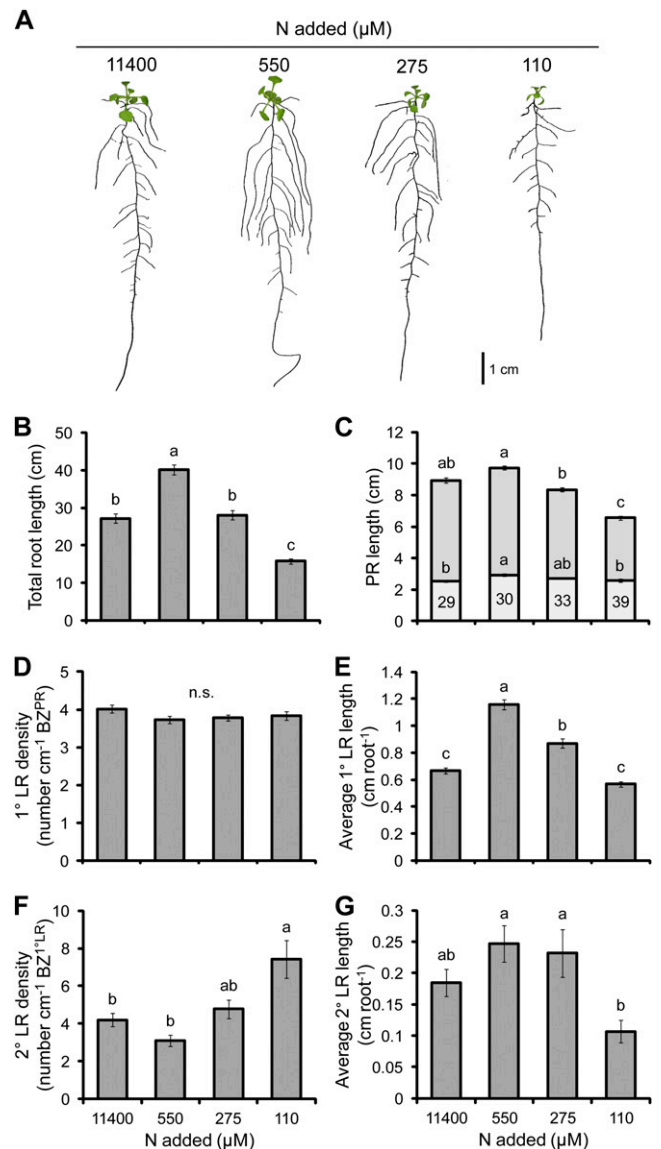 A
N added (µM)
11400 550 275 110
1 cm
B
Total root length (cm)
50
40
30
20
10
0
b a b c
C
PR length (cm)
12
10
8
6
4
2
0
ab a b c
b a ab b
29 30 33 39
D
1° LR density
(number cm⁻¹ BZᴾᴿ)
5
4
3
2
1
0
n.s.
E
Average 1° LR length
(cm root⁻¹)
1.4
1.2
1
0.8
0.6
0.4
0.2
0
c a b c
F
2° LR density
(number cm⁻¹ BZ¹°ᴸᴿ)
10
8
6
4
2
0
b b ab a
11400 550 275 110
N added (µM)
G
Average 2° LR length
(cm root⁻¹)
0.3
0.25
0.2
0.15
0.1
0.05
0
ab a a b
11400 550 275 110
N added (µM)